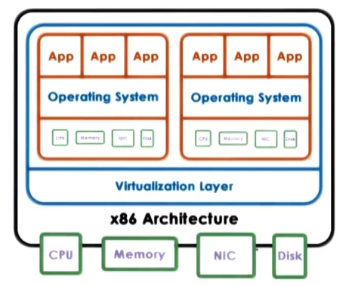 App App App App App App
Operating System Operating System
CPU Memory NIC Disk CPU Memory NIC Disk
Virtualization Layer
x86 Architecture
CPU Memory NIC Disk